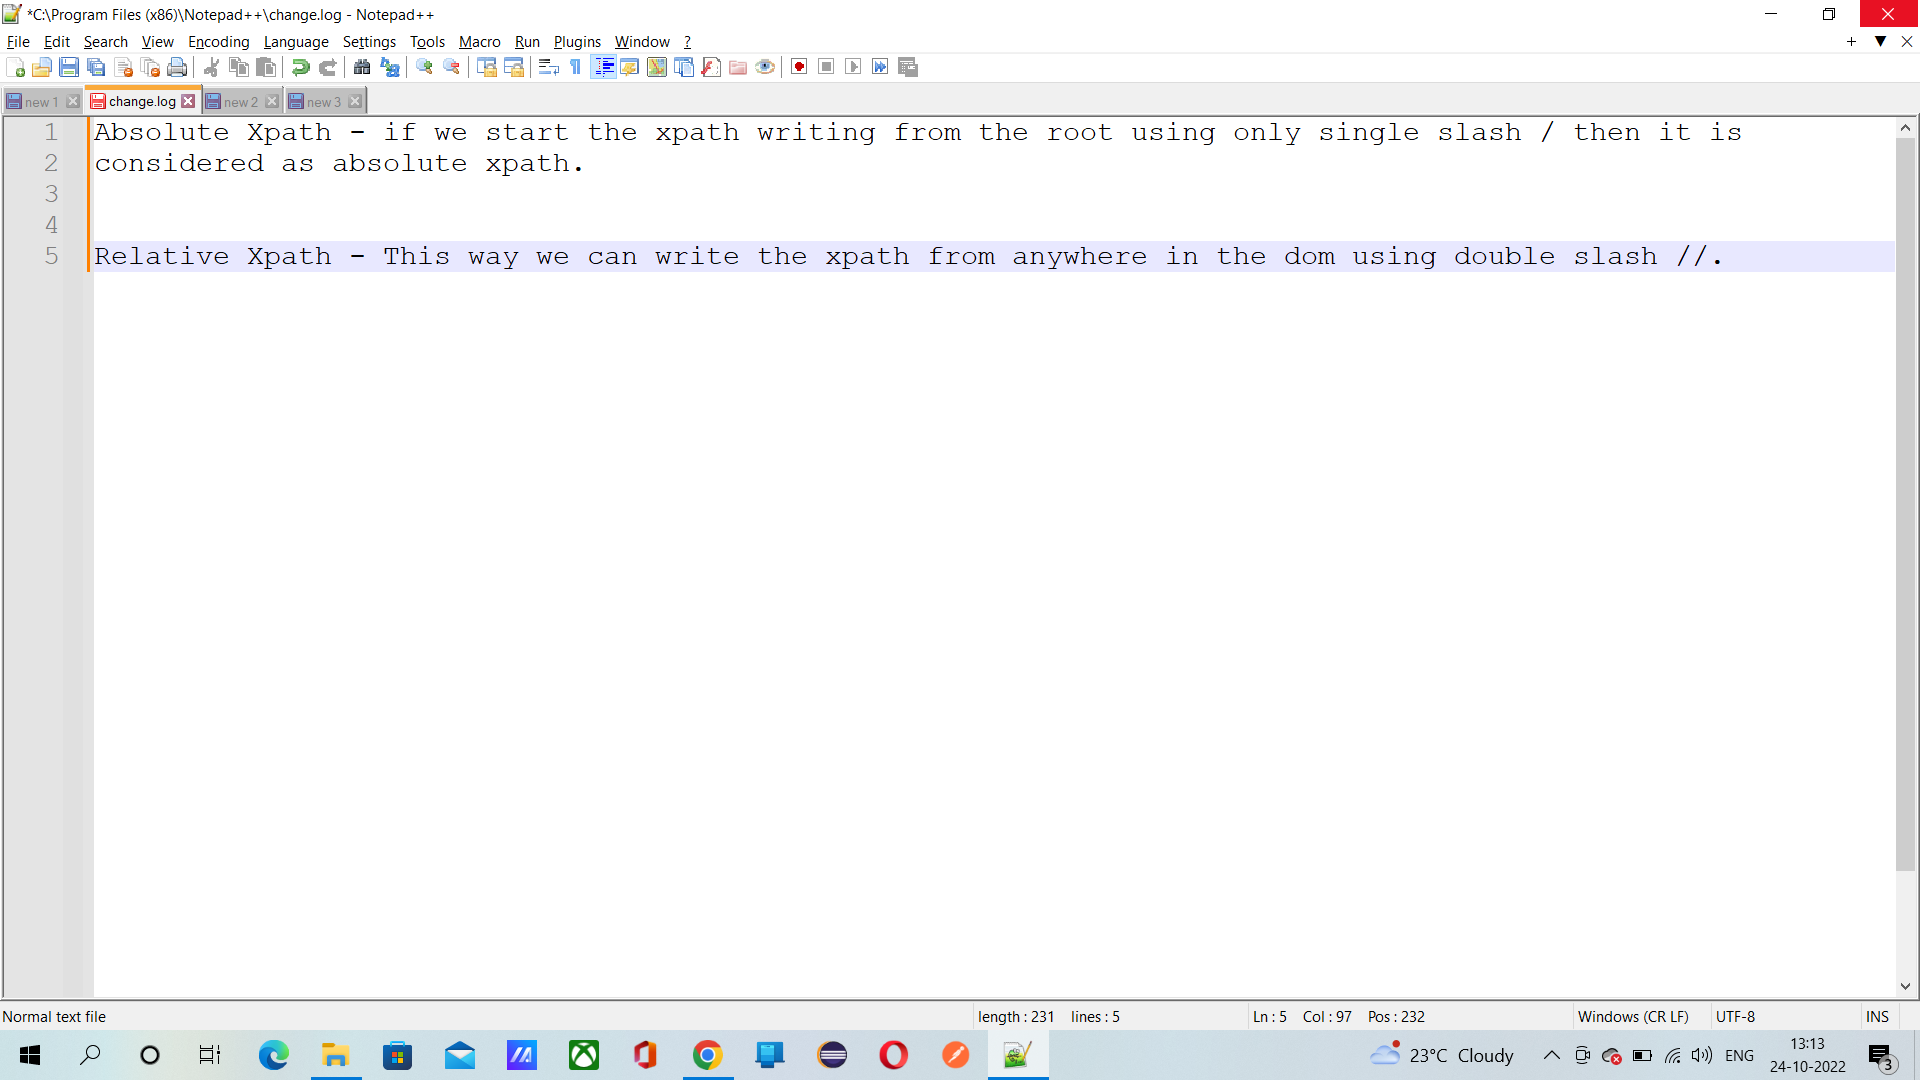 *C:\Program Files (x86)\Notepad++\change.log - Notepad++
File Edit Search View Encoding Language Settings Tools Macro Run Plugins Window ?
new 1 change.log new 2 new 3
1 Absolute Xpath - if we start the xpath writing from the root using only single slash / then it is
2 considered as absolute xpath.
3
4
5 Relative Xpath - This way we can write the xpath from anywhere in the dom using double slash //.
Normal text file length : 231 lines : 5 Ln : 5 Col : 97 Pos : 232 Windows (CR LF) UTF-8 INS
23°C Cloudy ENG 13:13
24-10-2022 3